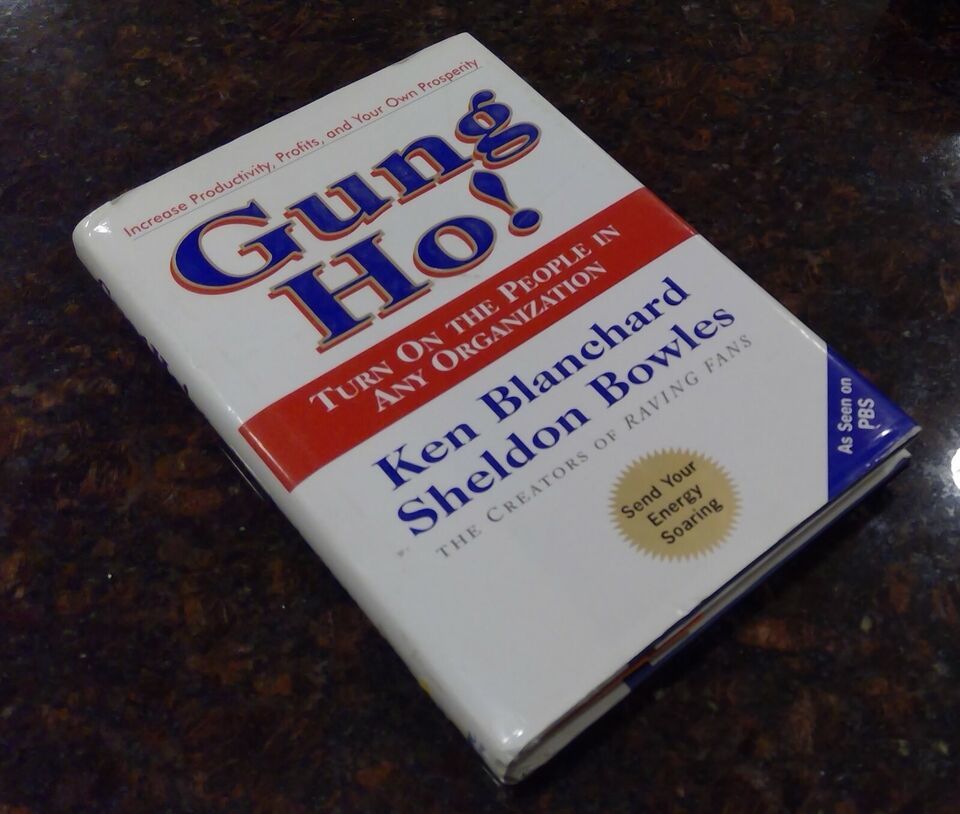 Increase Productivity, Profits, and Your Own Prosperity
Gung
Ho!
TURN ON THE PEOPLE IN
ANY ORGANIZATION
Ken Blanchard
Sheldon Bowles
THE CREATORS OF RAVING FANS
Send Your
Energy
Soaring
As Seen on
PBS